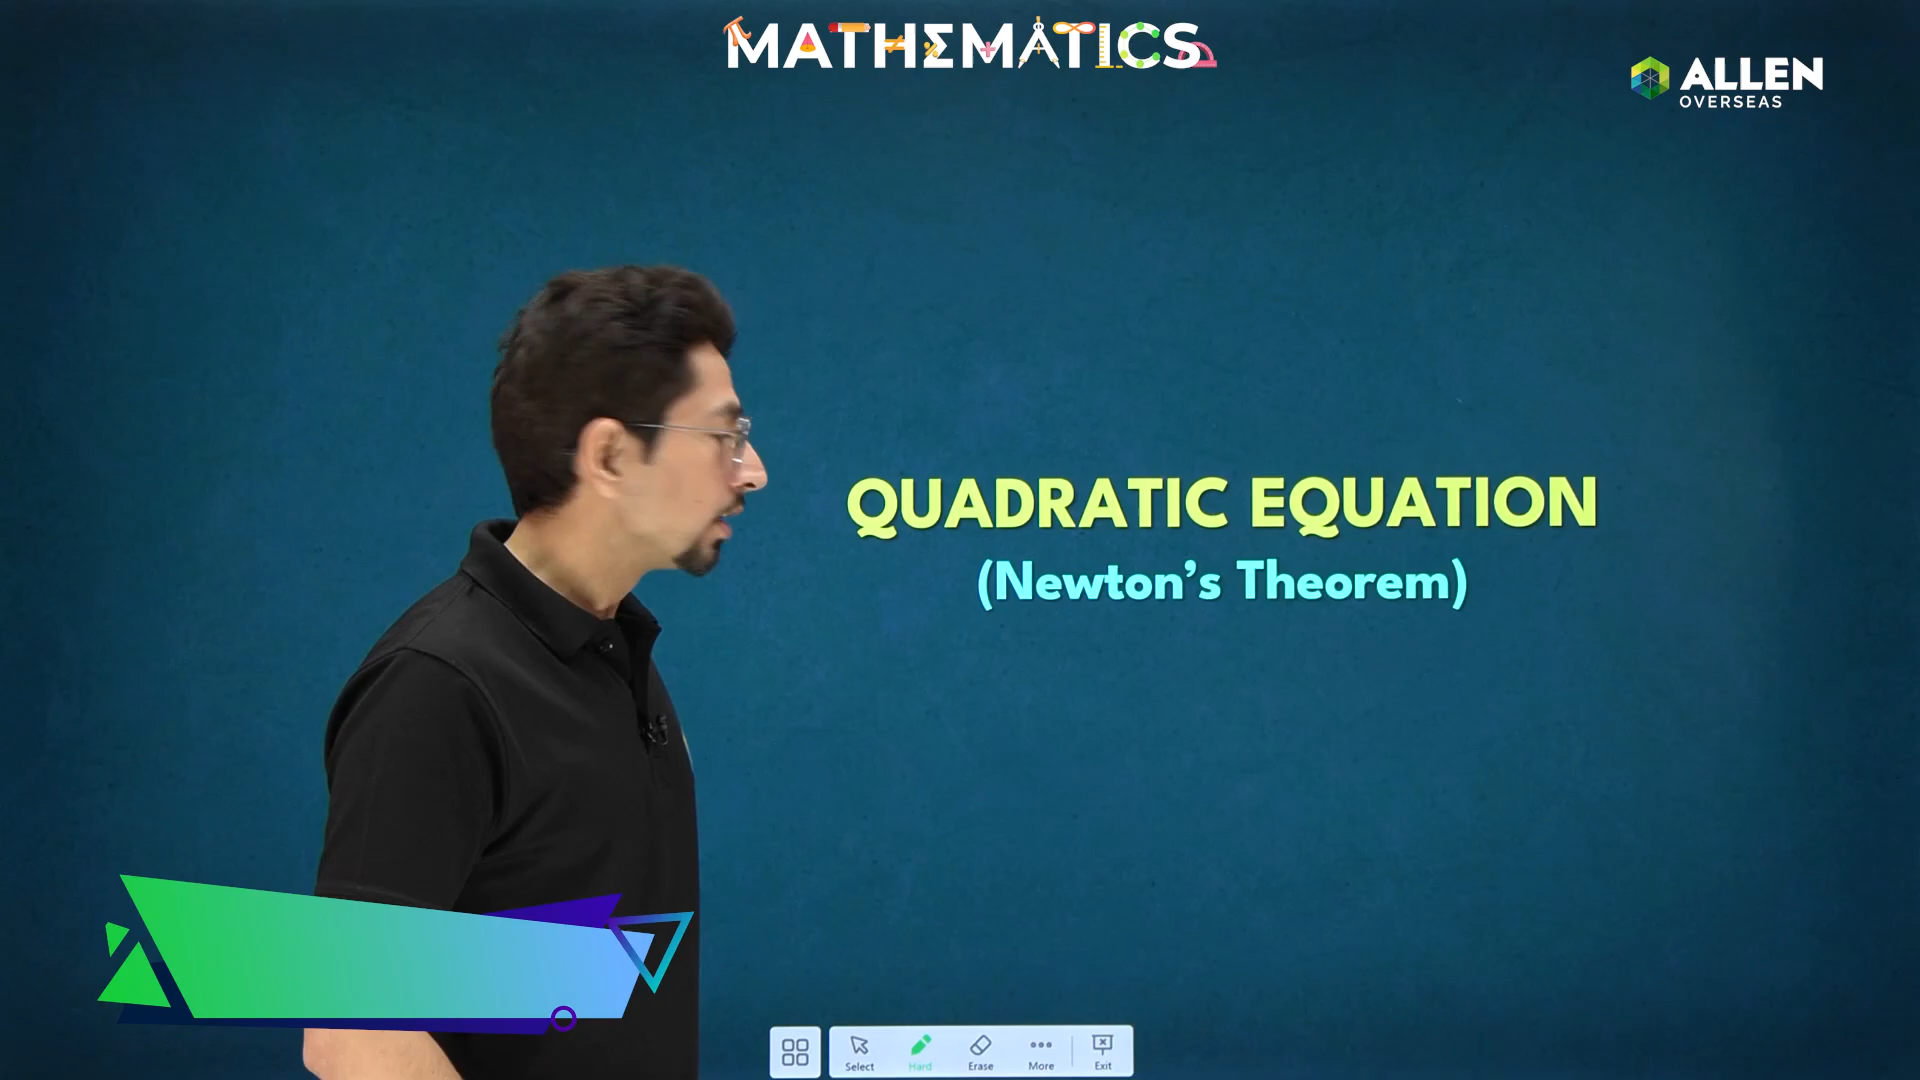 MATHEMATICS
ALLEN
OVERSEAS
QUADRATIC EQUATION
(Newton's Theorem)
Select
Hard
Erase
More
Exit